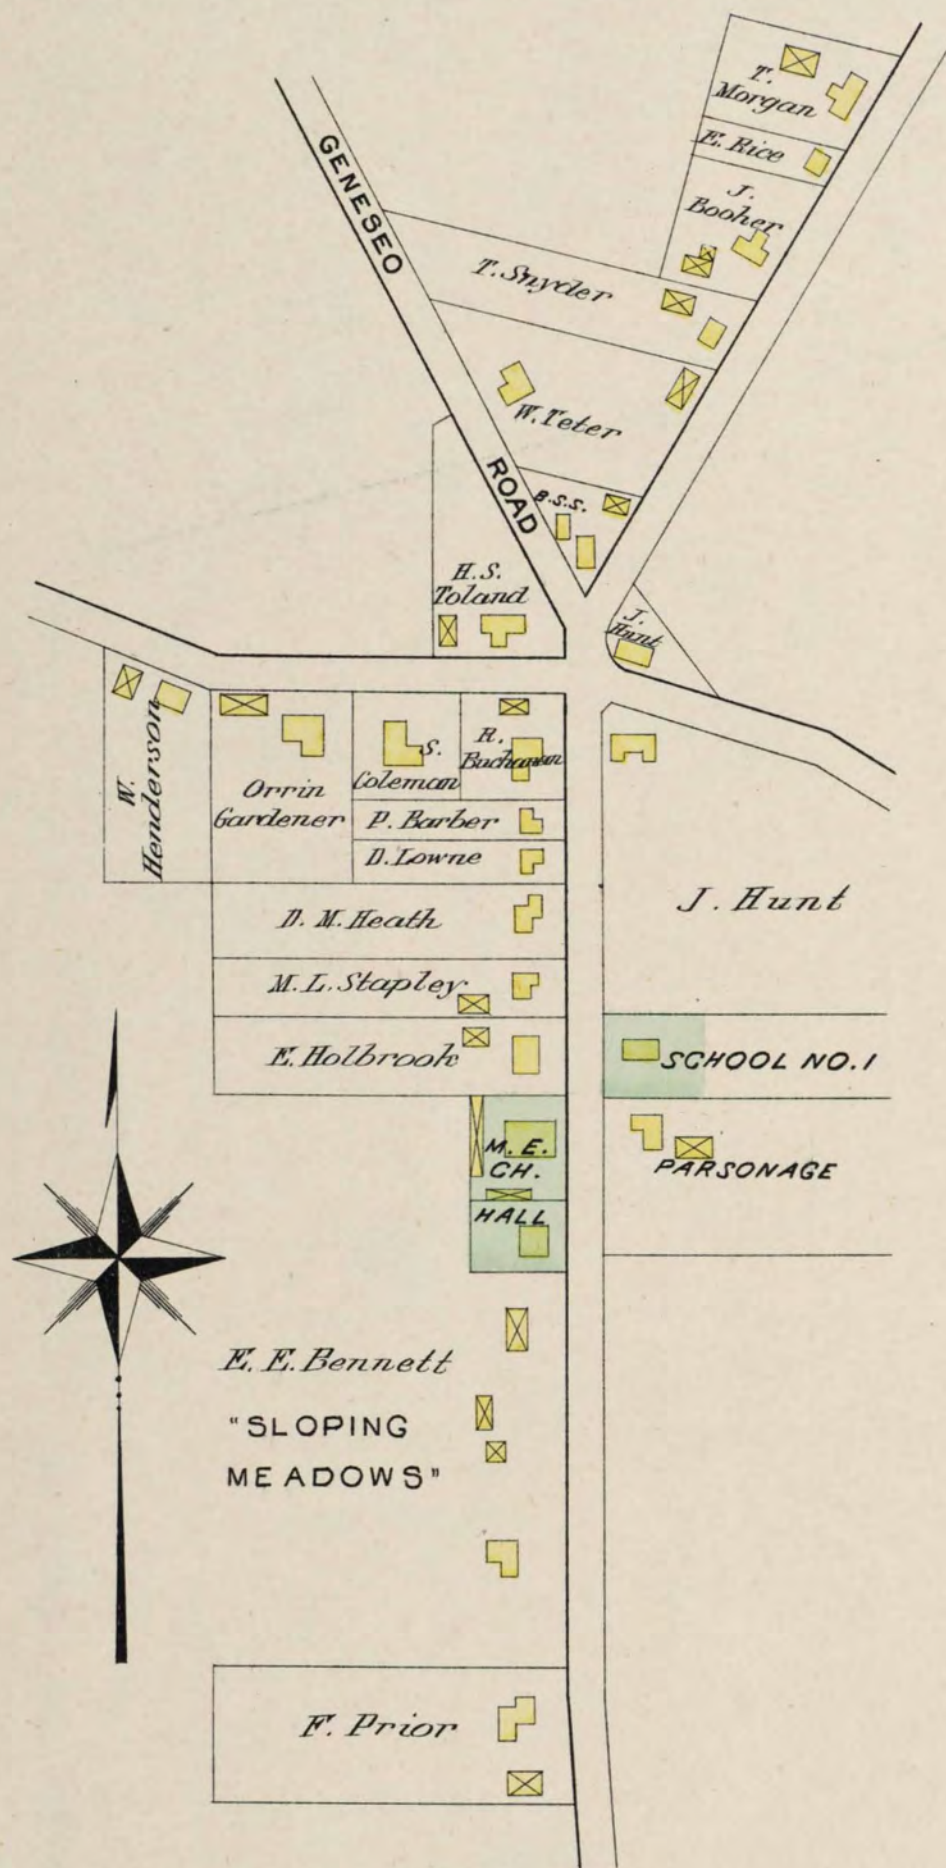 T.
Morgan
E. Rice
J.
Booher
GENESEO
ROAD
T. Snyder
W. Teter
B.S.S.
H.S.
Toland
J.
Hunt
W.
Henderson
Orrin
Gardener
S.
Coleman
R.
Buchanan
P. Barber
D. Lowne
D. M. Heath
J. Hunt
M. L. Stapley
E. Holbrook
SCHOOL NO. 1
M. E.
CH.
PARSONAGE
HALL
E. E. Bennett
"SLOPING
MEADOWS"
F. Prior